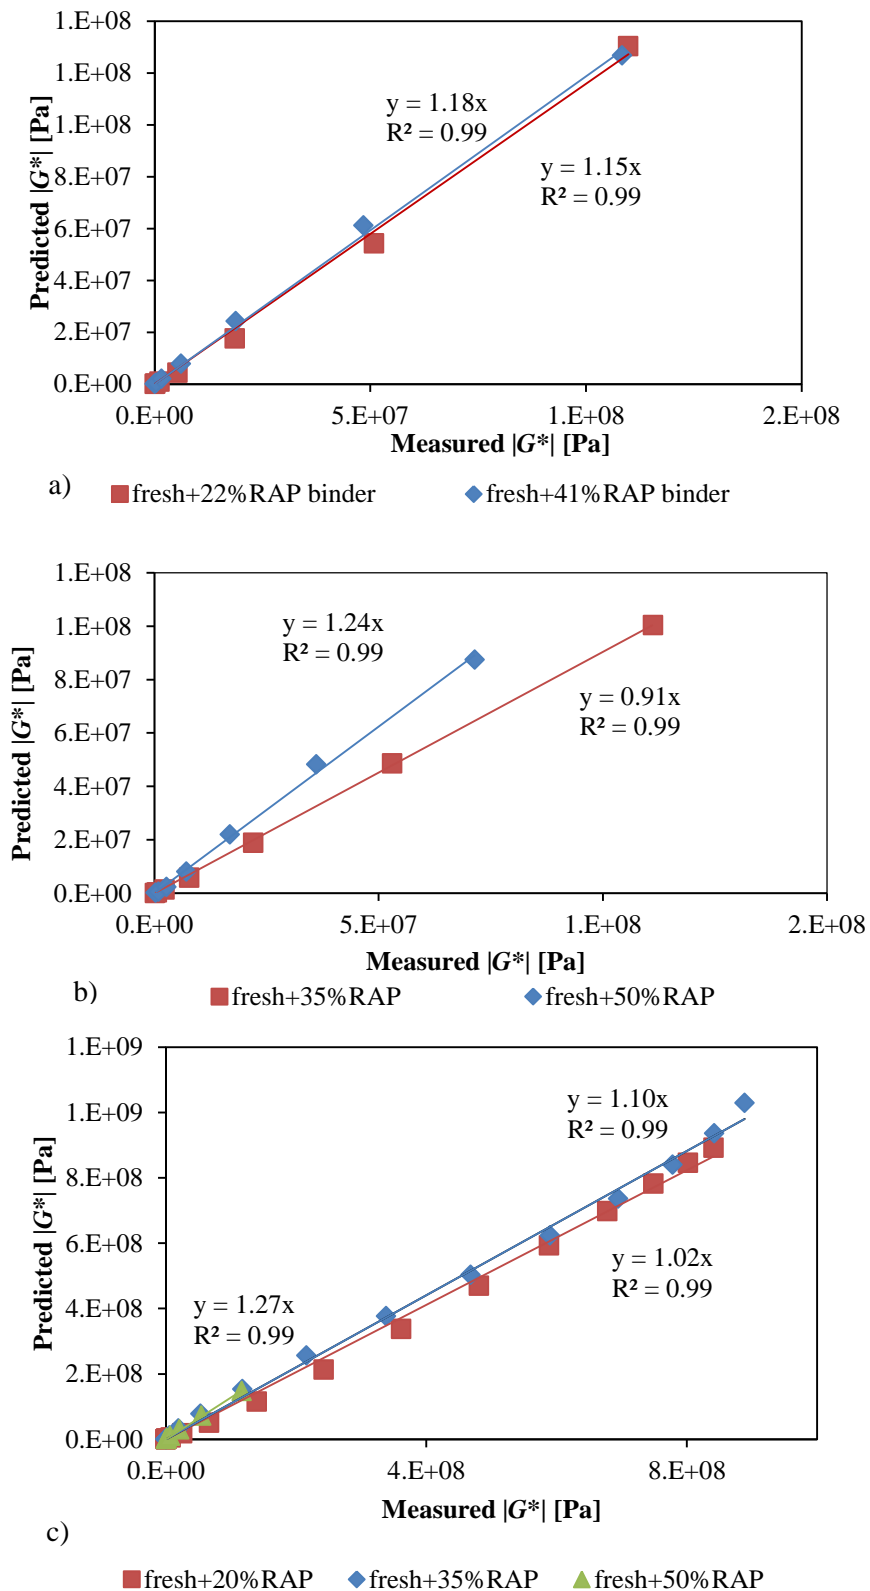 1.E+08
1.E+08
1.E+08
8.E+07
6.E+07
4.E+07
2.E+07
0.E+00
Predicted |G*| [Pa]
y = 1.18x
R² = 0.99
y = 1.15x
R² = 0.99
0.E+00 5.E+07 1.E+08 2.E+08
Measured |G*| [Pa]
a)
fresh+22%RAP binder fresh+41%RAP binder
1.E+08
1.E+08
8.E+07
6.E+07
4.E+07
2.E+07
0.E+00
Predicted |G*| [Pa]
y = 1.24x
R² = 0.99
y = 0.91x
R² = 0.99
0.E+00 5.E+07 1.E+08 2.E+08
Measured |G*| [Pa]
b)
fresh+35%RAP fresh+50%RAP
1.E+09
1.E+09
8.E+08
6.E+08
4.E+08
2.E+08
0.E+00
Predicted |G*| [Pa]
y = 1.10x
R² = 0.99
y = 1.02x
R² = 0.99
y = 1.27x
R² = 0.99
0.E+00 4.E+08 8.E+08
Measured |G*| [Pa]
c)
fresh+20%RAP fresh+35%RAP fresh+50%RAP